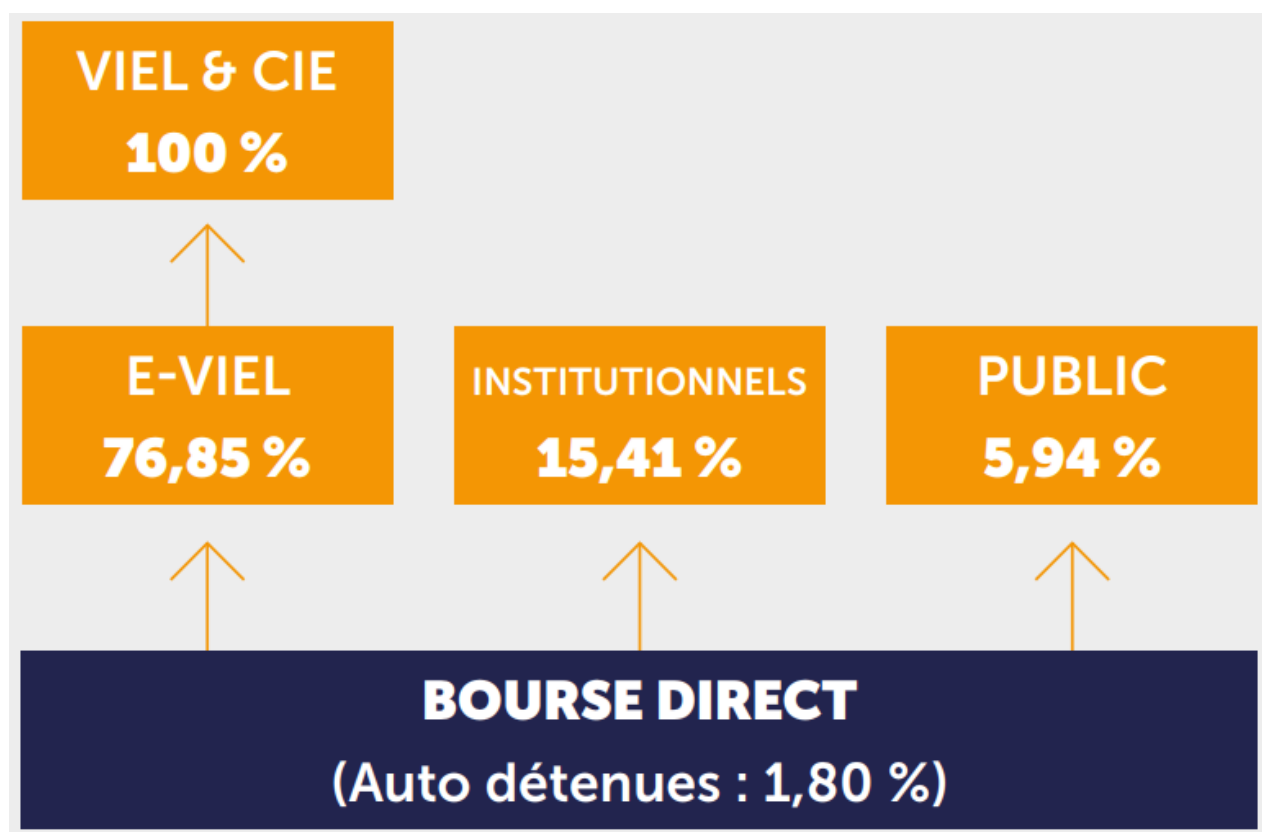 VIEL & CIE
100 %
E-VIEL
76,85 %
INSTITUTIONNELS
15,41 %
PUBLIC
5,94 %
BOURSE DIRECT
(Auto détenues : 1,80 %)